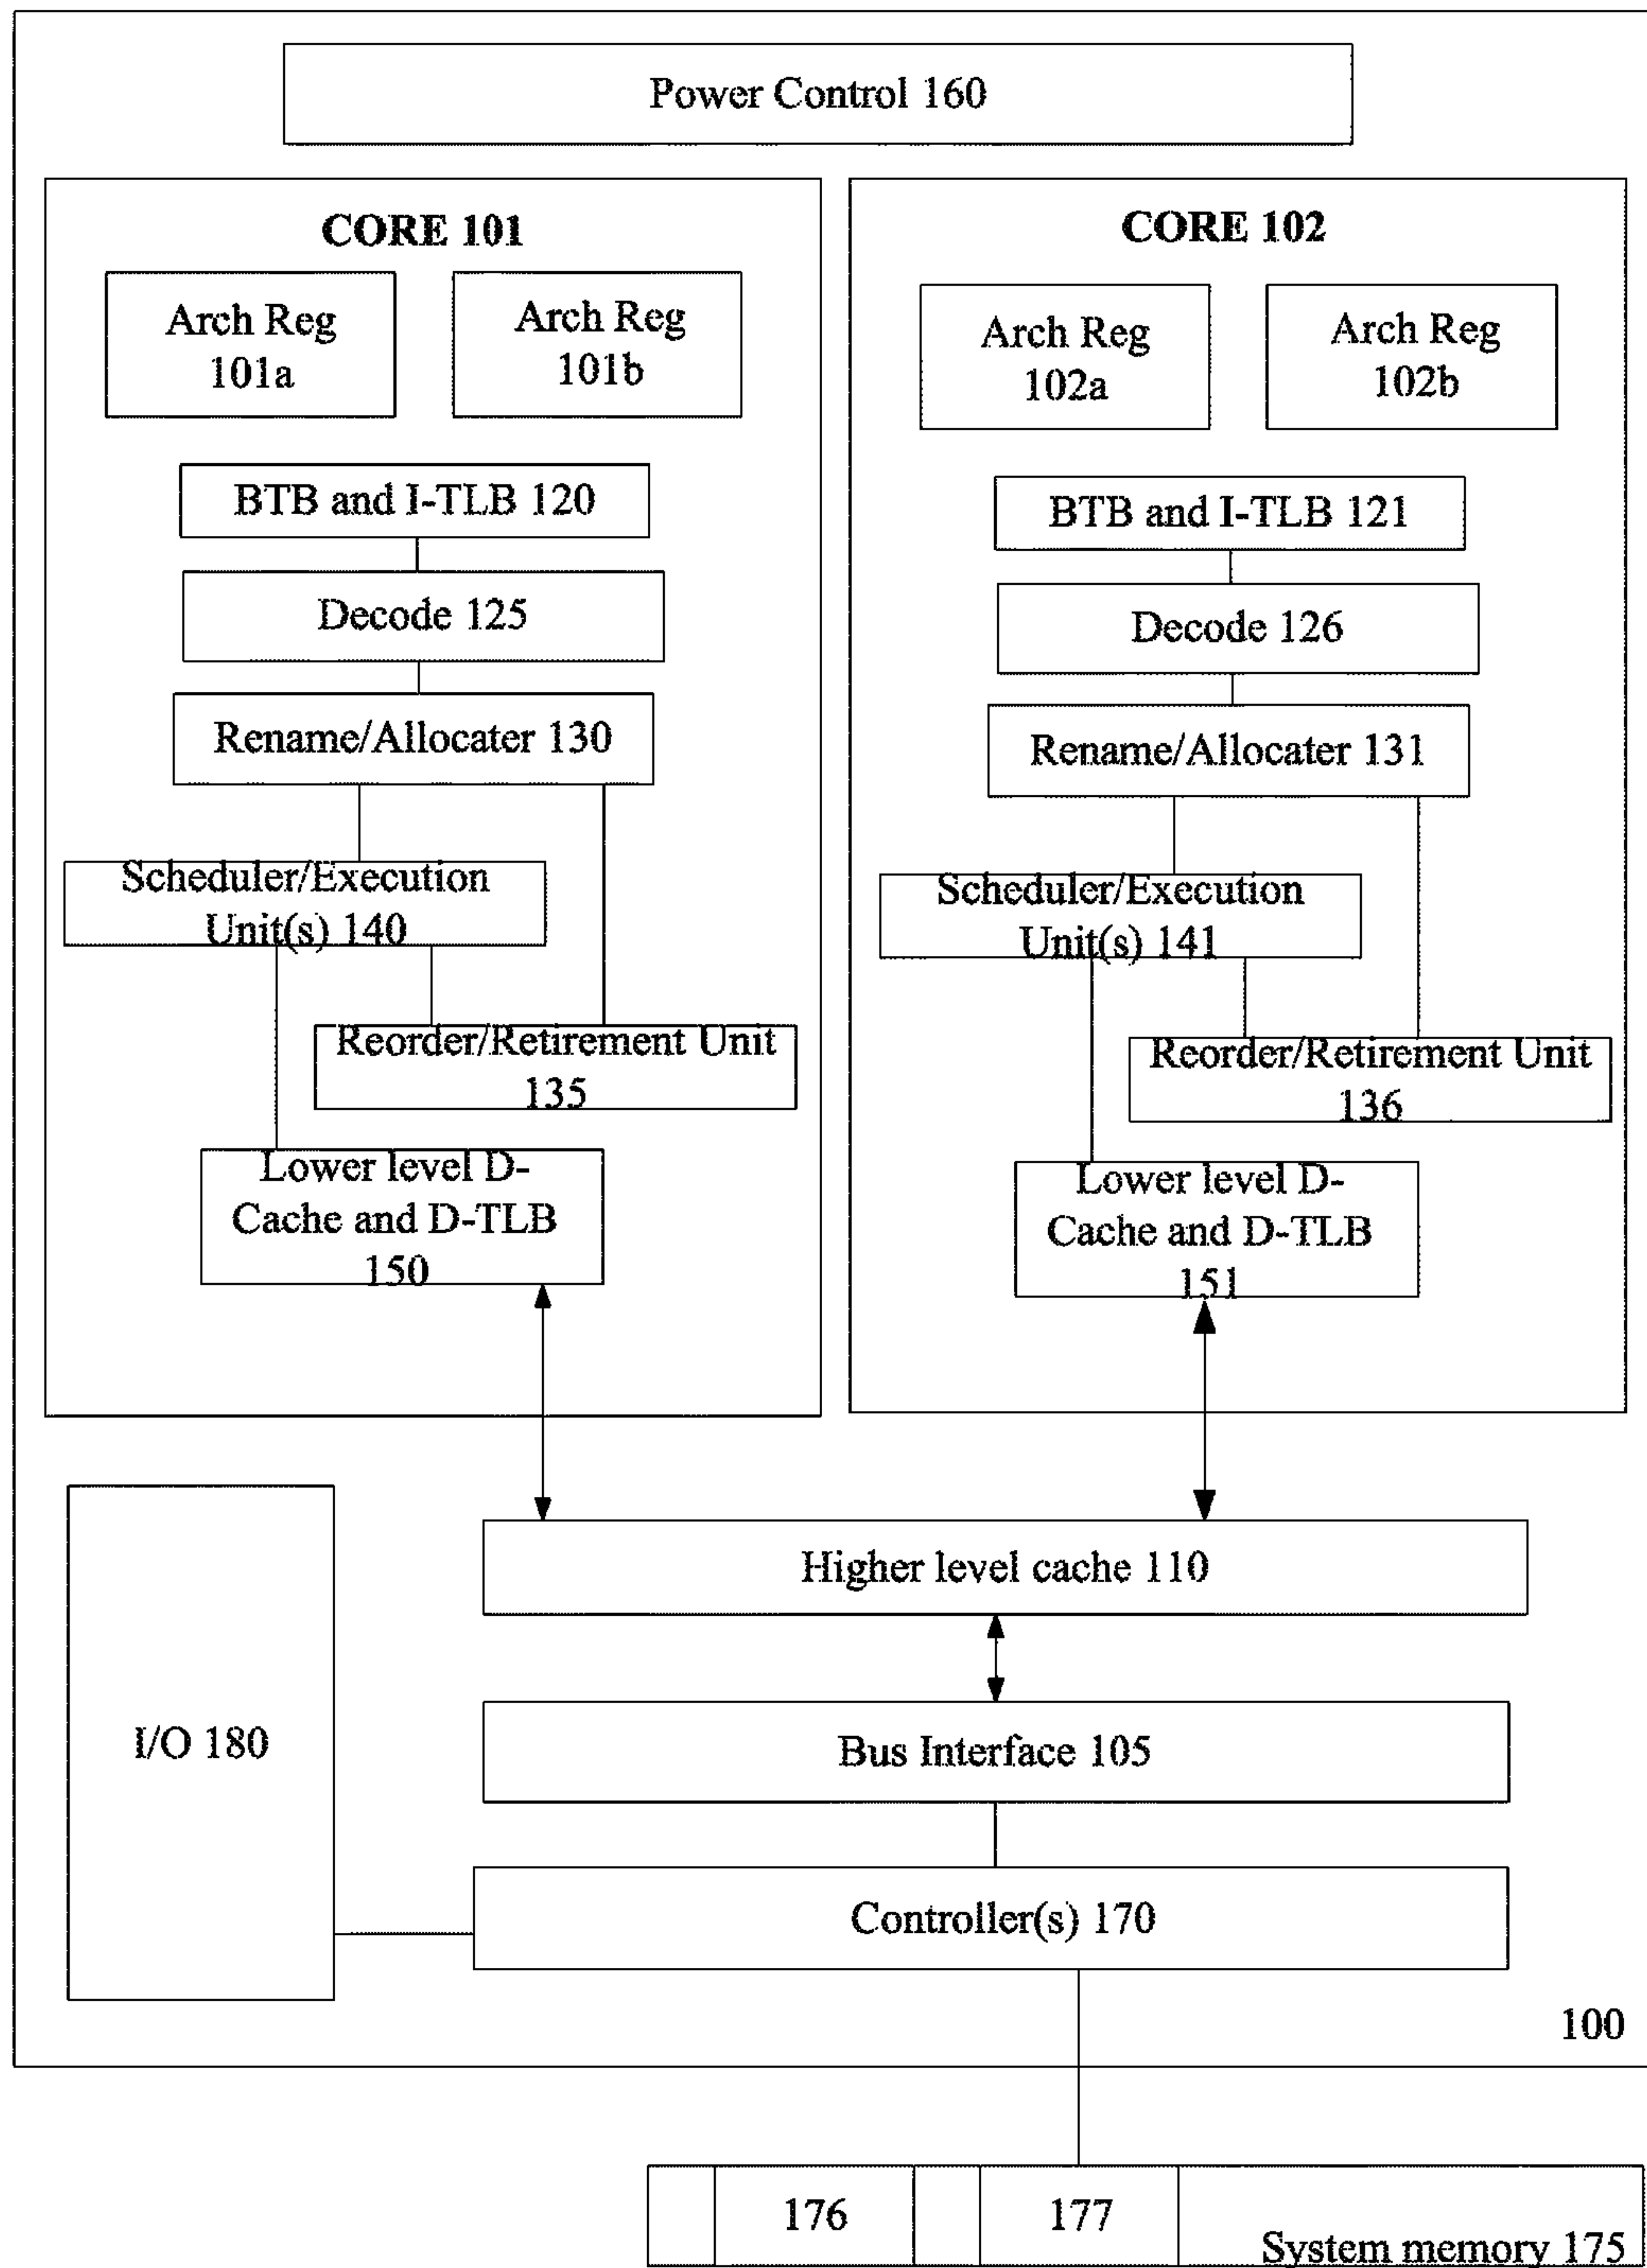 Power Control 160
CORE 101
Arch Reg
101a
Arch Reg
101b
BTB and I-TLB 120
Decode 125
Rename/Allocater 130
Scheduler/Execution
Unit(s) 140
Reorder/Retirement Unit
135
Lower level D-
Cache and D-TLB
150
CORE 102
Arch Reg
102a
Arch Reg
102b
BTB and I-TLB 121
Decode 126
Rename/Allocater 131
Scheduler/Execution
Unit(s) 141
Reorder/Retirement Unit
136
Lower level D-
Cache and D-TLB
151
Higher level cache 110
I/O 180
Bus Interface 105
Controller(s) 170
100
176
177
System memory 175